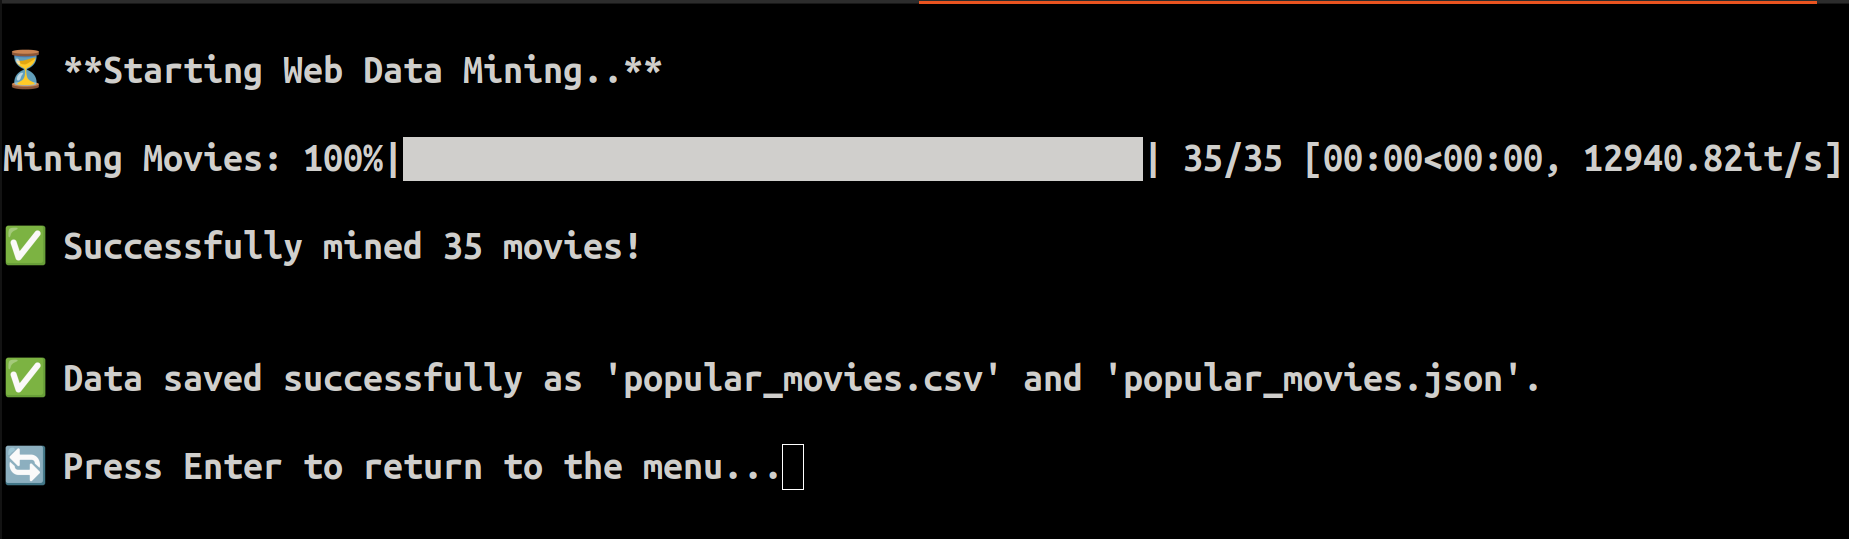 ⏳ **Starting Web Data Mining..**
Mining Movies: 100%|██████████| 35/35 [00:00<00:00, 12940.82it/s]
✅ Successfully mined 35 movies!
✅ Data saved successfully as 'popular_movies.csv' and 'popular_movies.json'.
🔄 Press Enter to return to the menu...